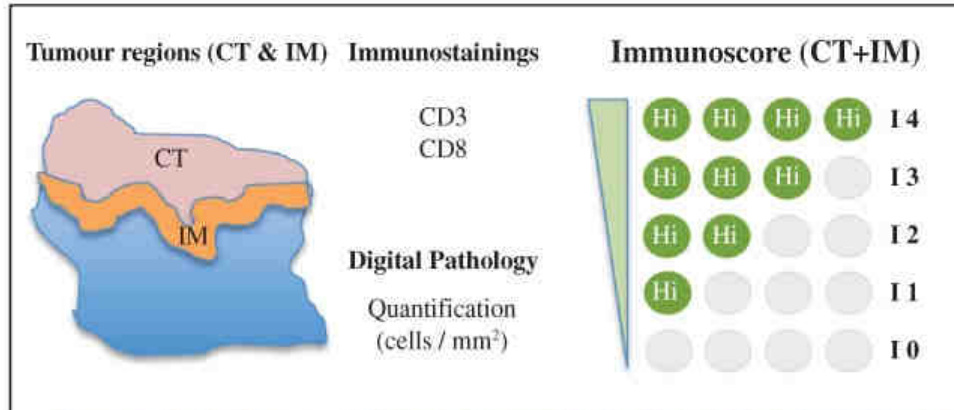 Tumour regions (CT & IM)
CT
IM
Immunostainings
CD3
CD8
Digital Pathology
Quantification
(cells / mm²)
Immunoscore (CT+IM)
Hi Hi Hi Hi I 4
Hi Hi Hi I 3
Hi Hi I 2
Hi I 1
I 0